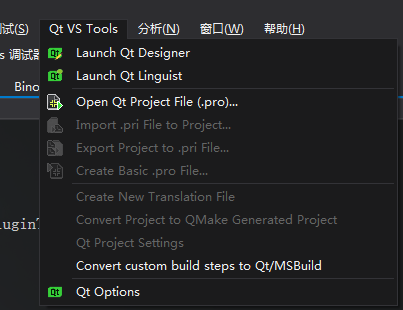 试(S) Qt VS Tools 分析(N) 窗口(W) 帮助(H)
Launch Qt Designer
s 调试器
Launch Qt Linguist
Bino
Open Qt Project File (.pro)...
Import .pri File to Project...
Export Project to .pri File...
Create Basic .pro File...
Create New Translation File
Convert Project to QMake Generated Project
luginT
Qt Project Settings
Convert custom build steps to Qt/MSBuild
Qt Options